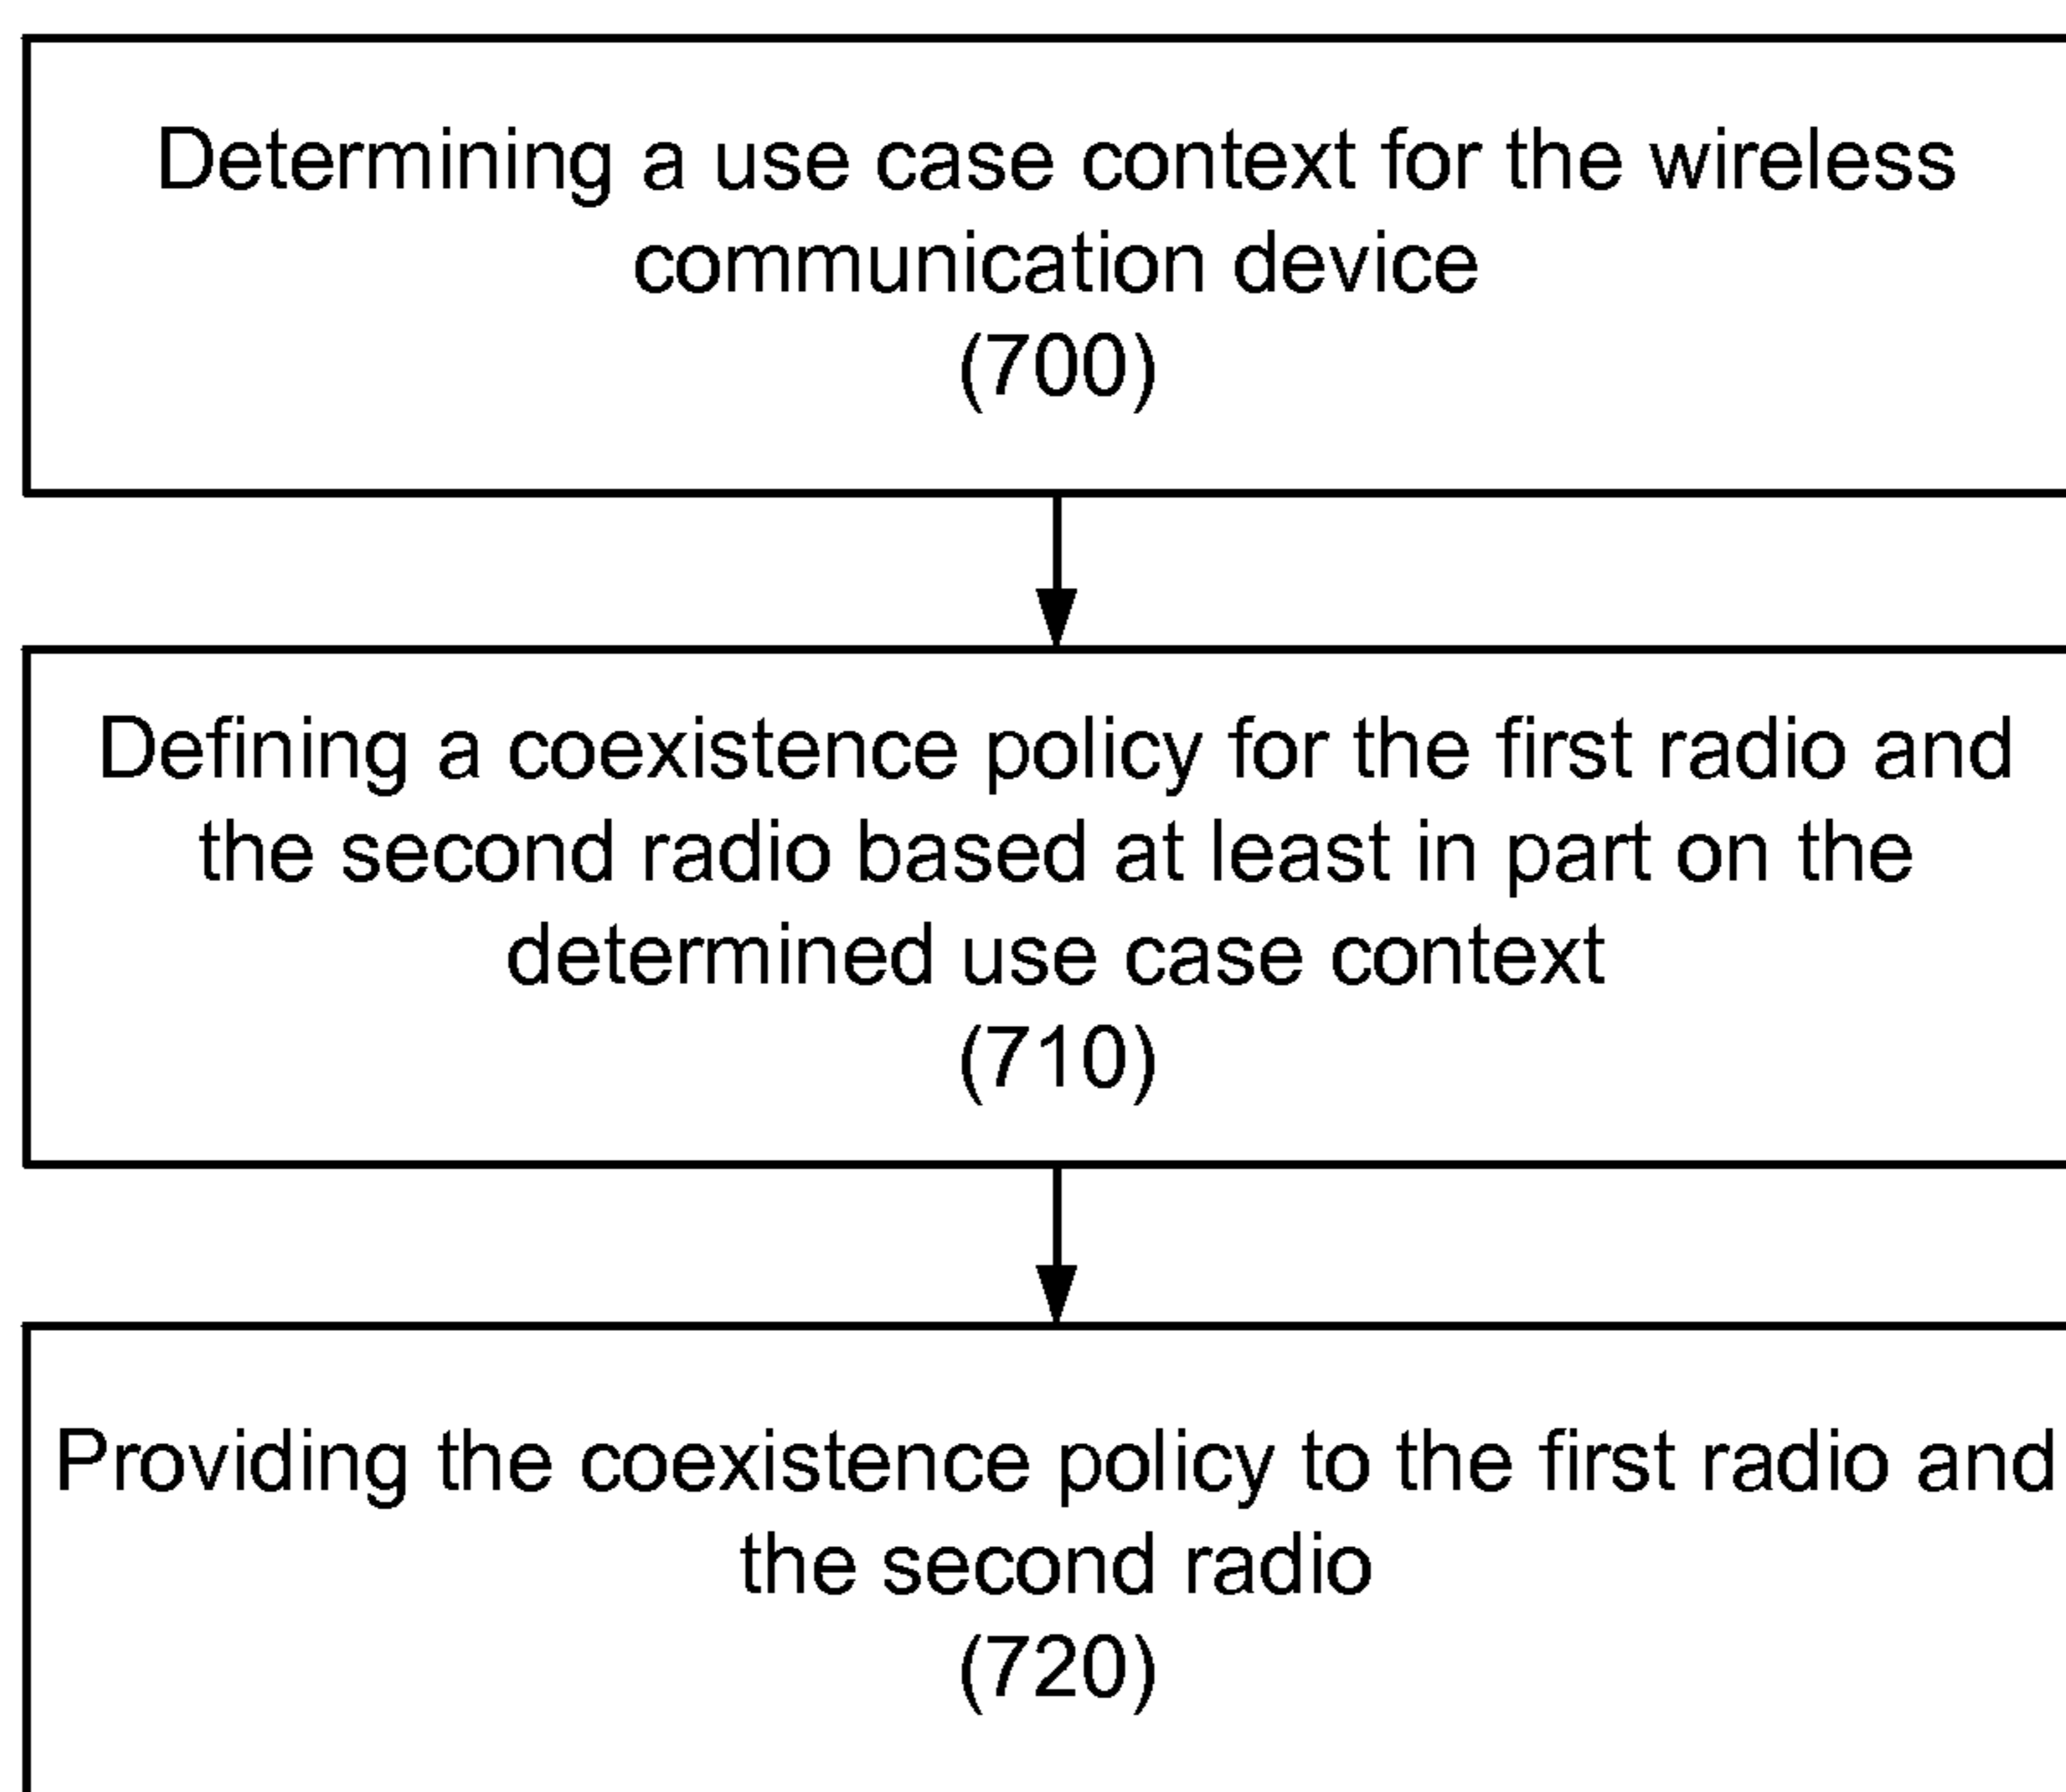 Determining a use case context for the wireless
communication device
(700)
Defining a coexistence policy for the first radio and
the second radio based at least in part on the
determined use case context
(710)
Providing the coexistence policy to the first radio and
the second radio
(720)